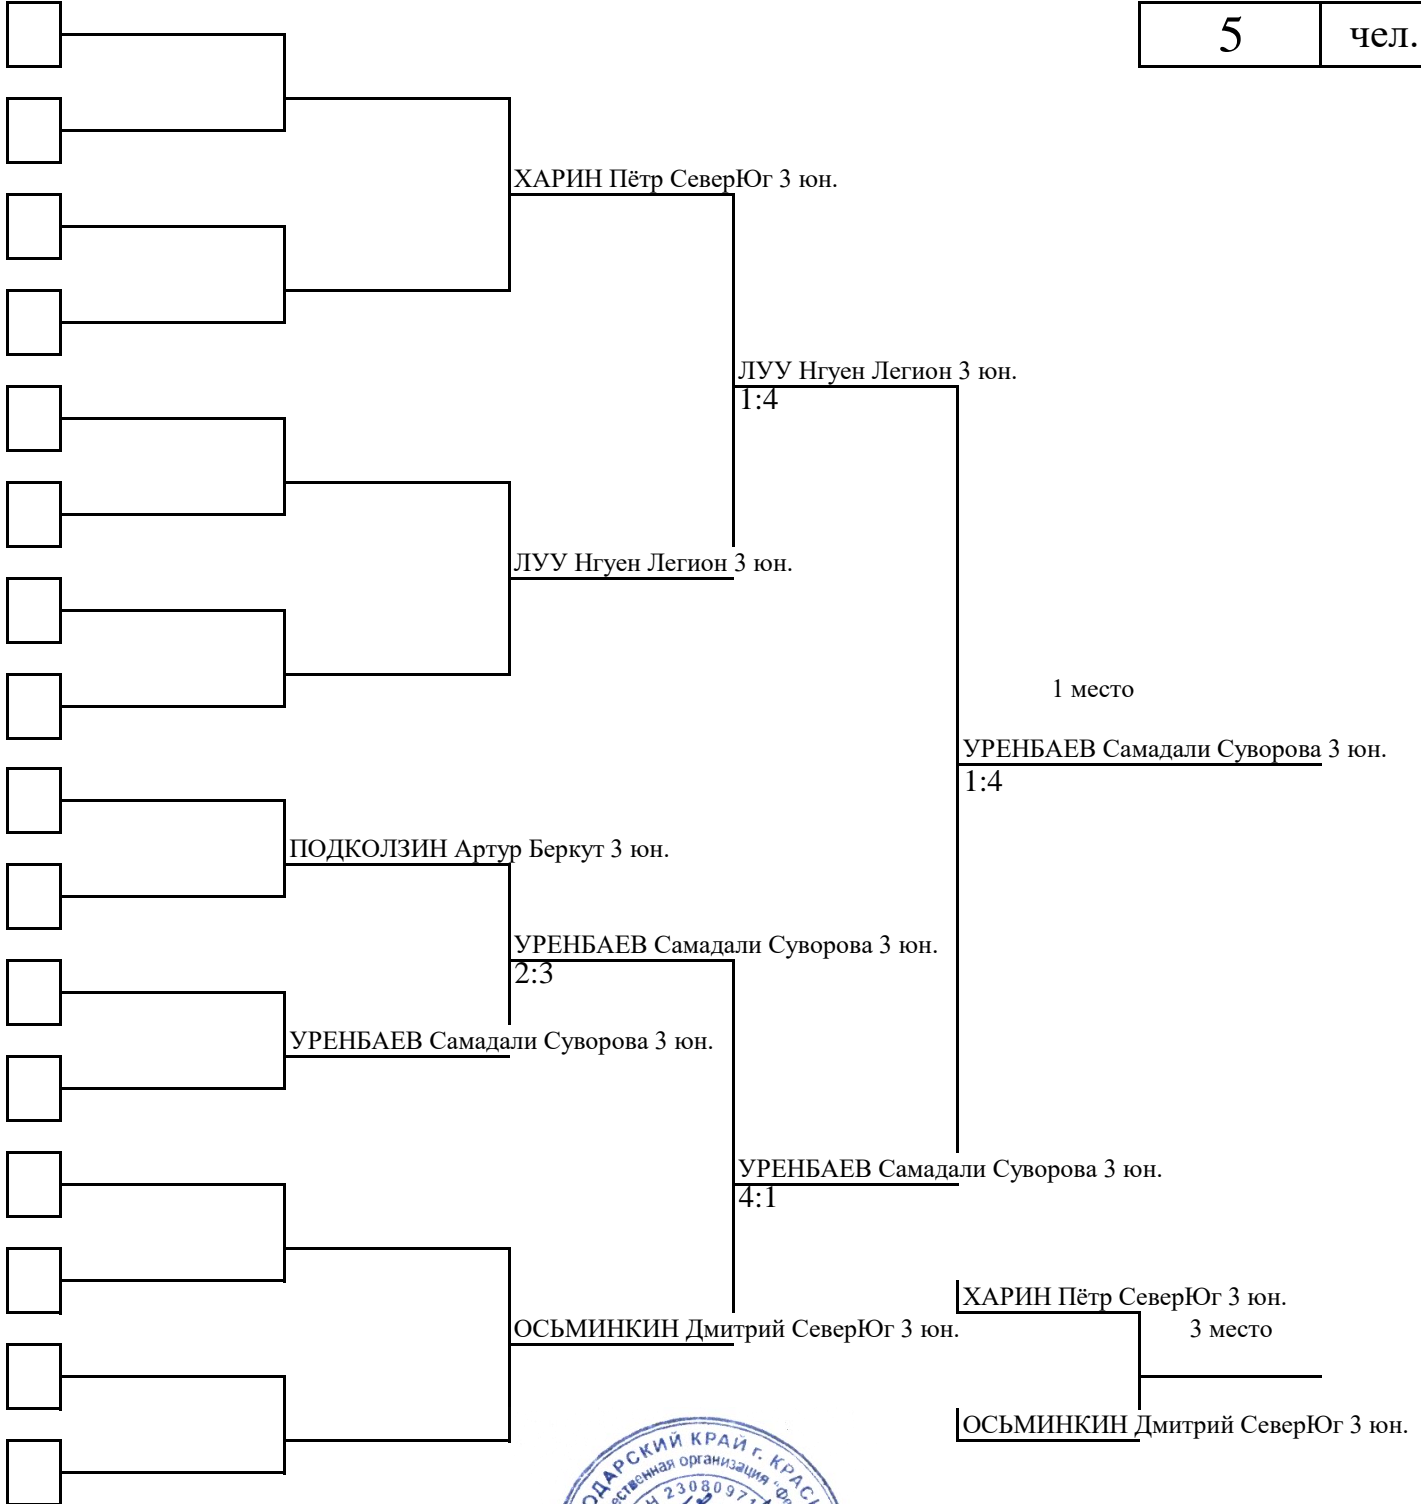 5 чел.
ХАРИН Пётр СеверЮг 3 юн.
ЛУУ Нгуен Легион 3 юн.
1:4
ЛУУ Нгуен Легион 3 юн.
1 место
УРЕНБАЕВ Самадали Суворова 3 юн.
1:4
ПОДКОЛЗИН Артур Беркут 3 юн.
УРЕНБАЕВ Самадали Суворова 3 юн.
2:3
УРЕНБАЕВ Самадали Суворова 3 юн.
УРЕНБАЕВ Самадали Суворова 3 юн.
4:1
ХАРИН Пётр СеверЮг 3 юн.
ОСЬМИНКИН Дмитрий СеверЮг 3 юн.
3 место
ОСЬМИНКИН Дмитрий СеверЮг 3 юн.
КРАЙ г.
организация